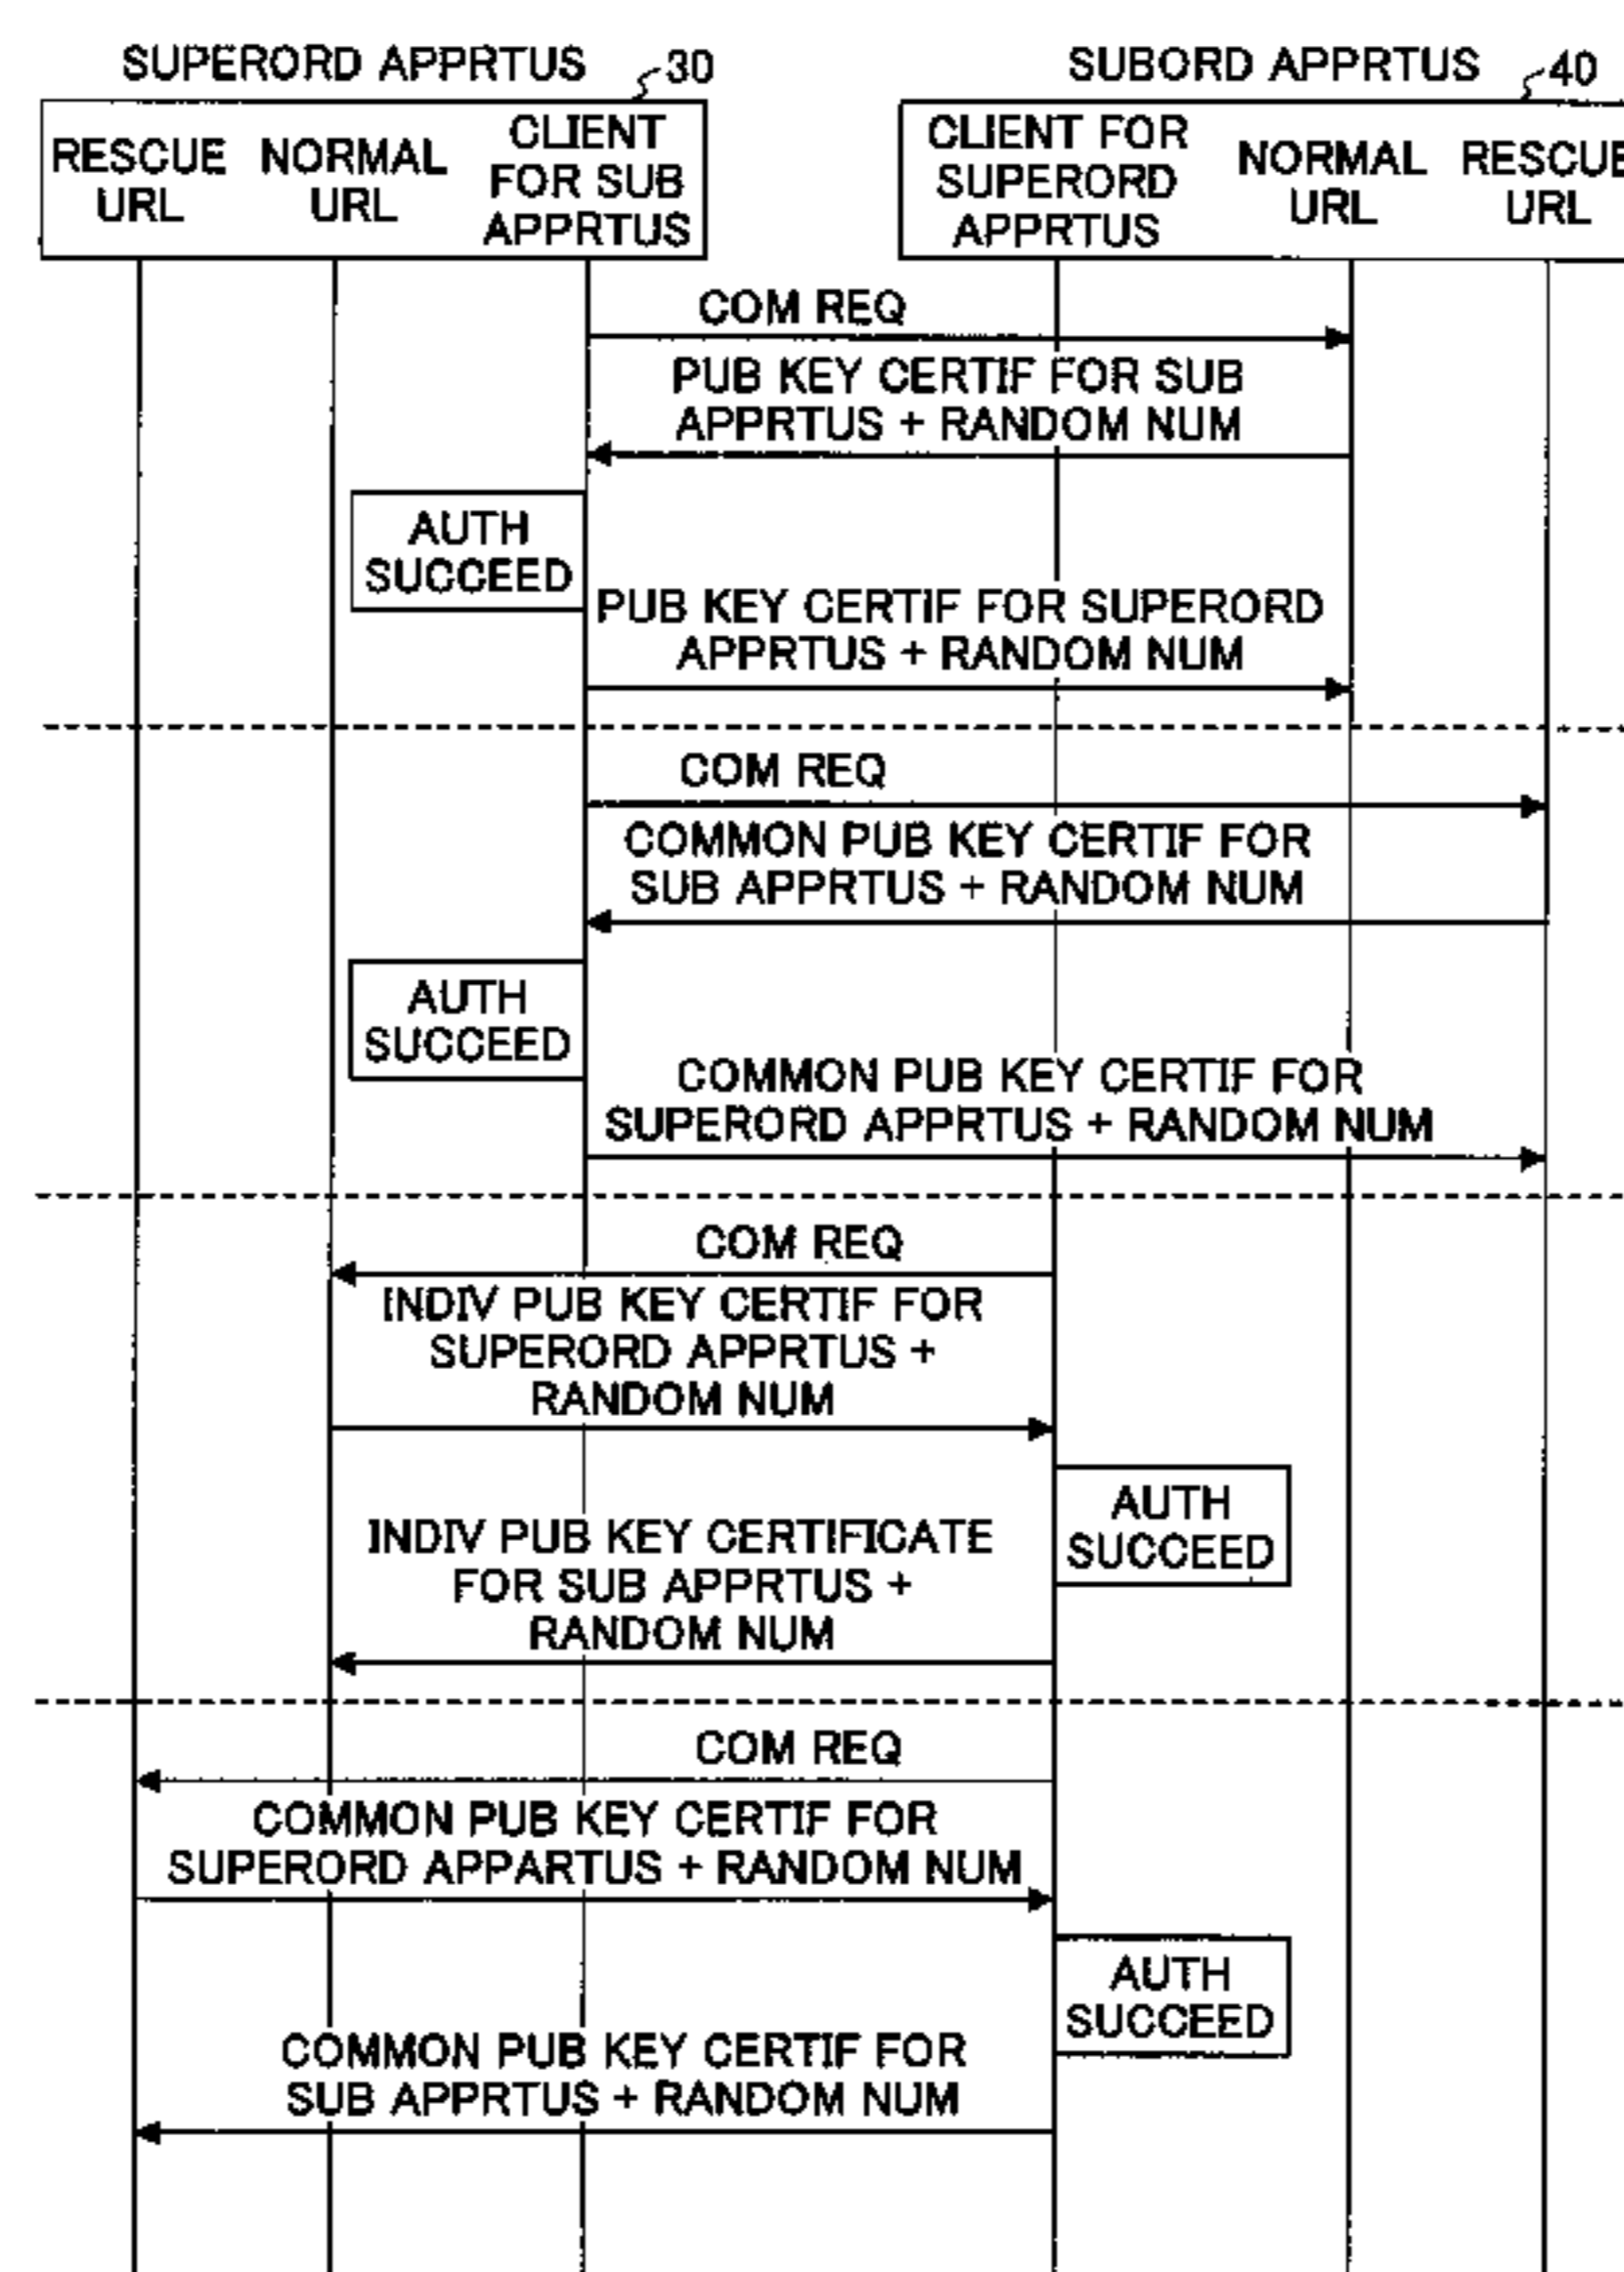 SUPERORD APPRTUS
30
SUBORD APPRTUS
40
RESCUE
URL
NORMAL
URL
CLIENT
FOR SUB
APPRTUS
CLIENT FOR
SUPERORD
APPRTUS
NORMAL
URL
RESCUE
URL
COM REQ
PUB KEY CERTIF FOR SUB
APPRTUS + RANDOM NUM
AUTH
SUCCEED
PUB KEY CERTIF FOR SUPERORD
APPRTUS + RANDOM NUM
COM REQ
COMMON PUB KEY CERTIF FOR
SUB APPRTUS + RANDOM NUM
AUTH
SUCCEED
COMMON PUB KEY CERTIF FOR
SUPERORD APPRTUS + RANDOM NUM
COM REQ
INDIV PUB KEY CERTIF FOR
SUPERORD APPRTUS +
RANDOM NUM
AUTH
SUCCEED
INDIV PUB KEY CERTIFICATE
FOR SUB APPRTUS +
RANDOM NUM
COM REQ
COMMON PUB KEY CERTIF FOR
SUPERORD APPARTUS + RANDOM NUM
AUTH
SUCCEED
COMMON PUB KEY CERTIF FOR
SUB APPRTUS + RANDOM NUM